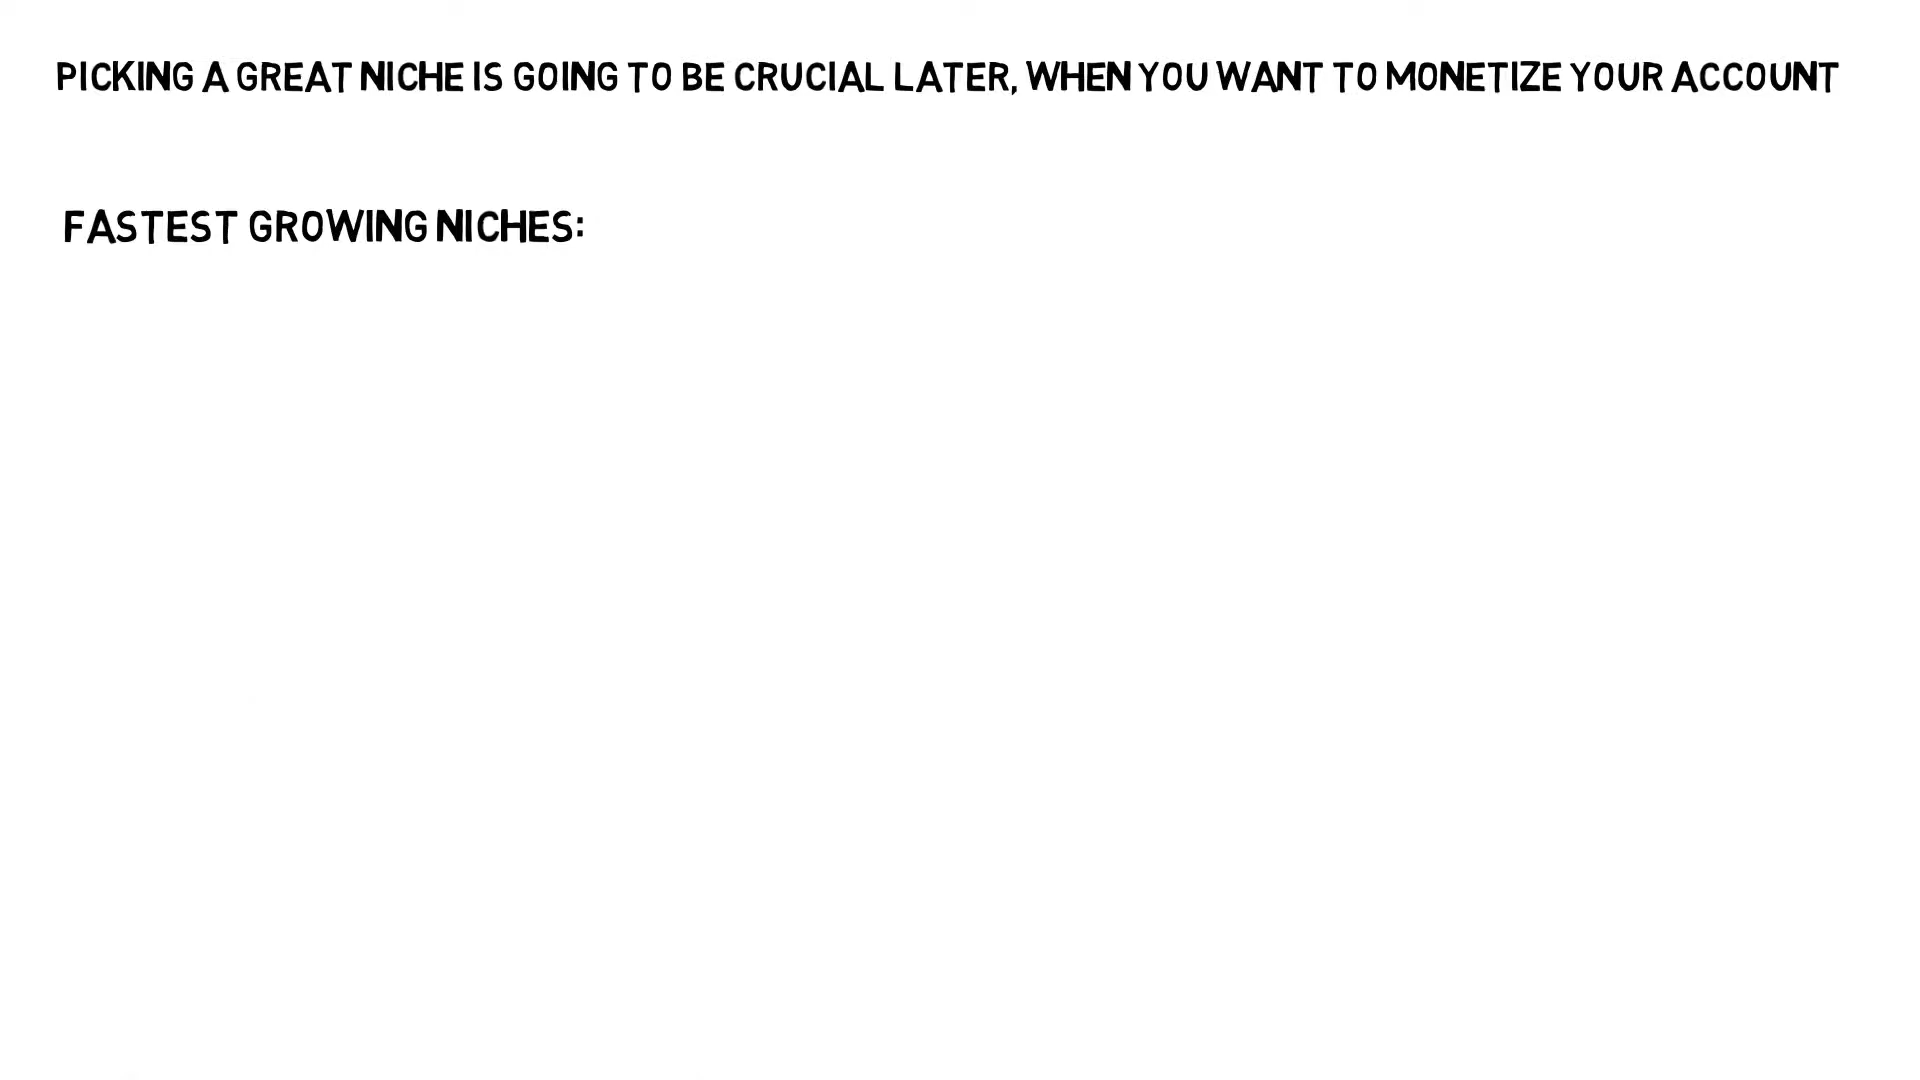 PICKING A GREAT NICHE IS GOING TO BE CRUCIAL LATER, WHEN YOU WANT TO MONETIZE YOUR ACCOUNT
FASTEST GROWING NICHES: